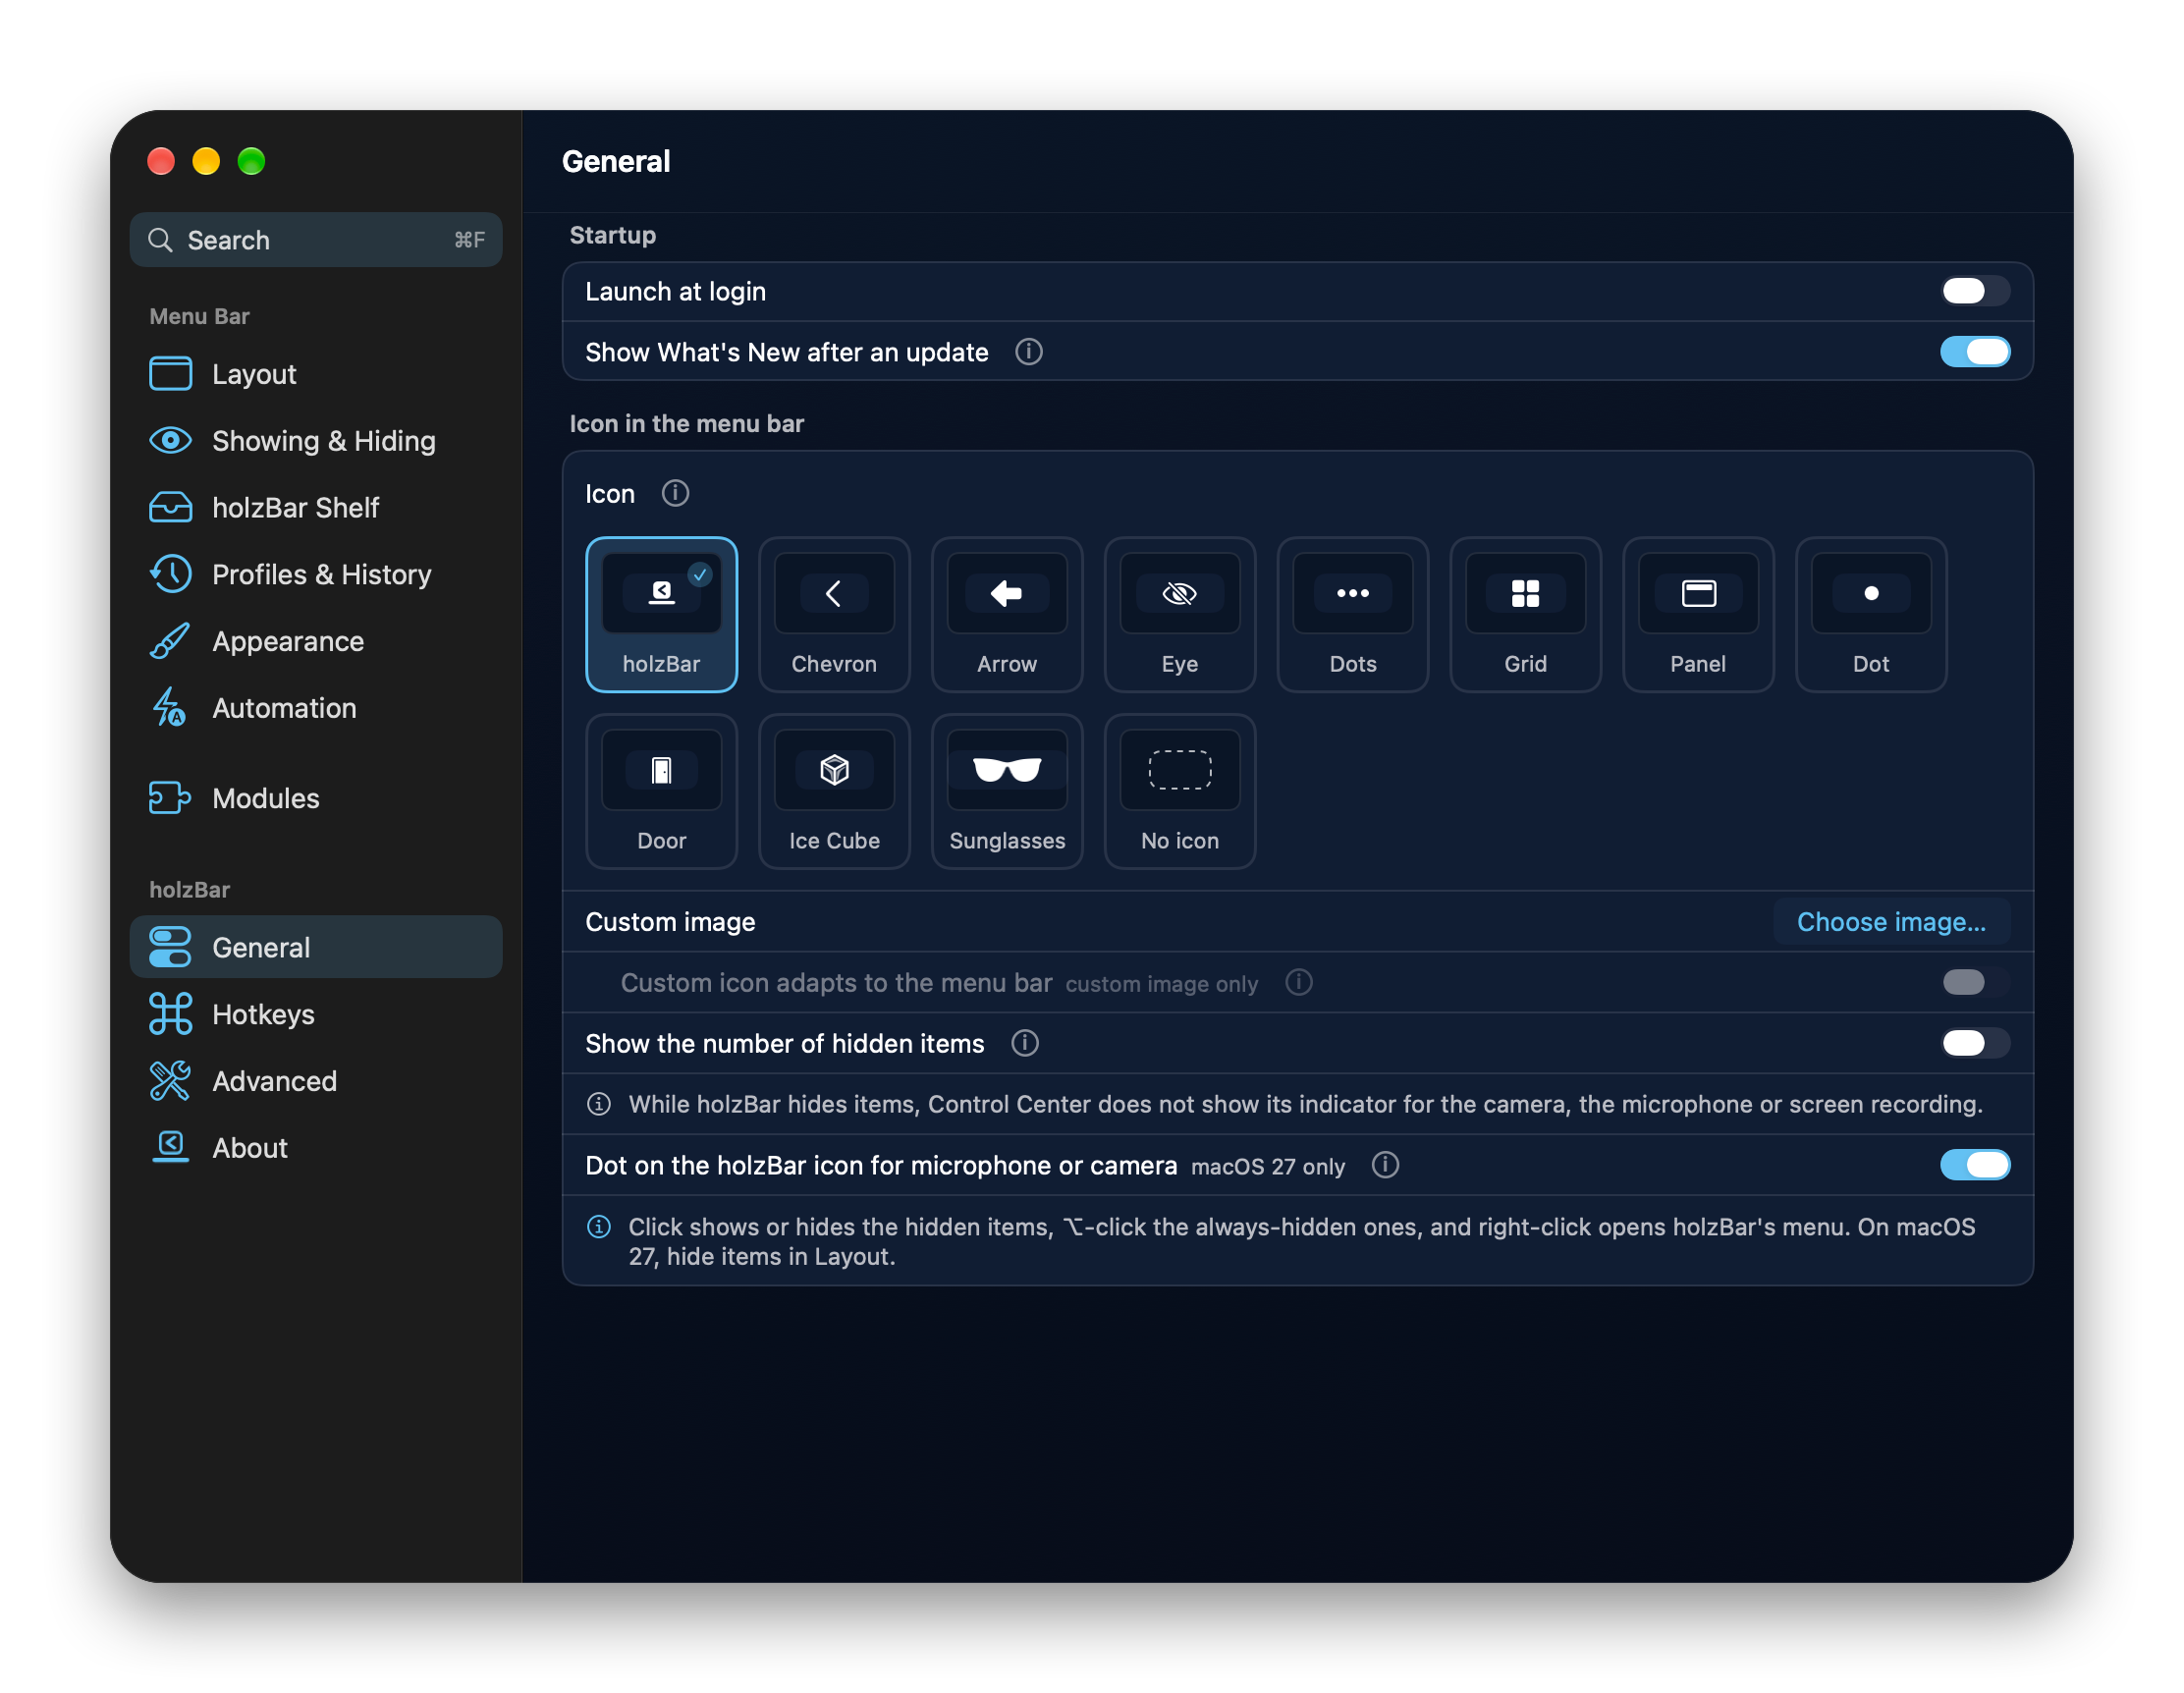 General
Search ⌘F
Menu Bar
Layout
Showing & Hiding
holzBar Shelf
Profiles & History
Appearance
Automation
Modules
holzBar
General
Hotkeys
Advanced
About
Startup
Launch at login
Show What's New after an update
Icon in the menu bar
Icon
holzBar Chevron Arrow Eye Dots Grid Panel Dot
Door Ice Cube Sunglasses No icon
Custom image Choose image...
Custom icon adapts to the menu bar custom image only
Show the number of hidden items
While holzBar hides items, Control Center does not show its indicator for the camera, the microphone or screen recording.
Dot on the holzBar icon for microphone or camera macOS 27 only
Click shows or hides the hidden items, ⌥-click the always-hidden ones, and right-click opens holzBar's menu. On macOS
27, hide items in Layout.